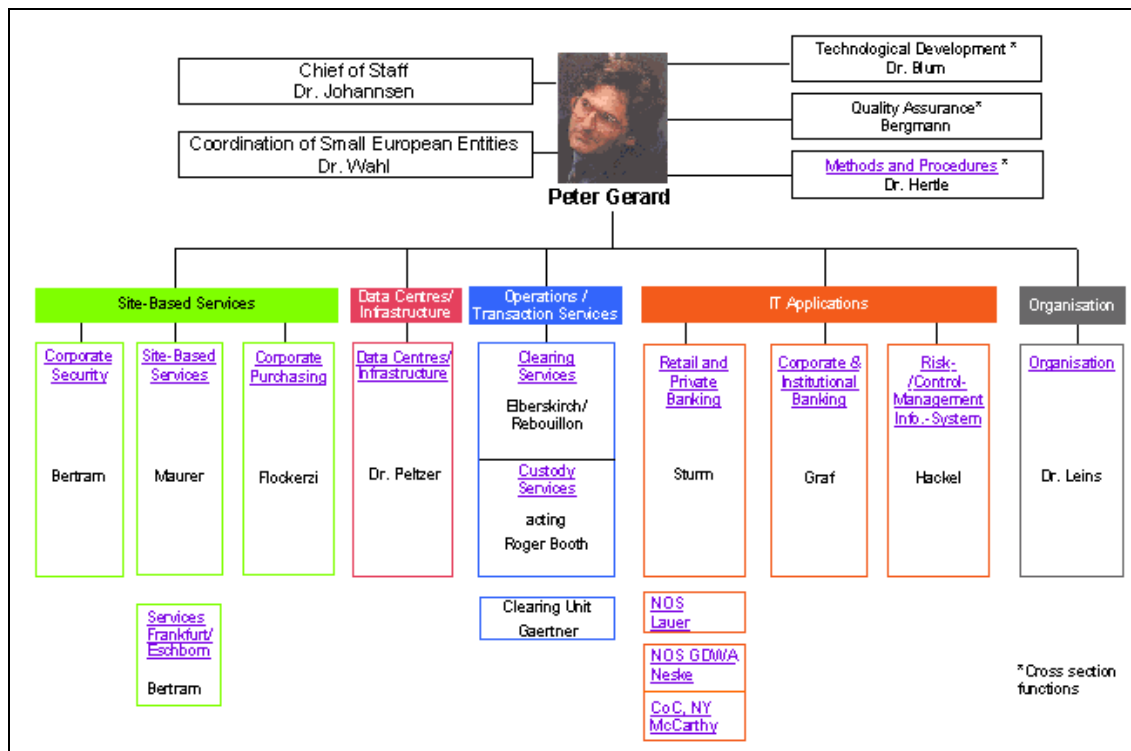 Chief of Staff
Dr. Johannsen
Coordination of Small European Entities
Dr. Wahl
Technological Development *
Dr. Blum
Quality Assurance*
Bergmann
Methods and Procedures *
Dr. Hertle
Peter Gerard
Site-Based Services
Data Centres/
Infrastructure
Operations /
Transaction Services
IT Applications
Organisation
Corporate
Security
Bertram
Site-Based
Services
Maurer
Corporate
Purchasing
Flockerzi
Data Centres/
Infrastructure
Dr. Peltzer
Clearing
Services
Elberskirch/
Rebouillon
Custody
Services
acting
Roger Booth
Retail and
Private
Banking
Sturm
Corporate &
Institutional
Banking
Graf
Risk-
/Control-
Management
Info.-System
Hackel
Organisation
Dr. Leins
Services
Frankfurt/
Eschborn
Bertram
Clearing Unit
Gaertner
NOS
Lauer
NOS GDW/A
Neske
CoC, NY
McCarthy
*Cross section
functions